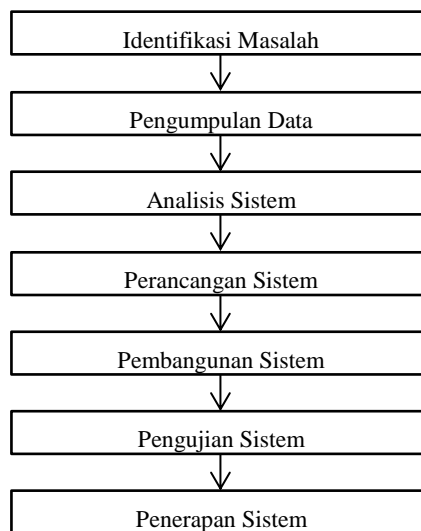 Identifikasi Masalah
Pengumpulan Data
Analisis Sistem
Perancangan Sistem
Pembangunan Sistem
Pengujian Sistem
Penerapan Sistem